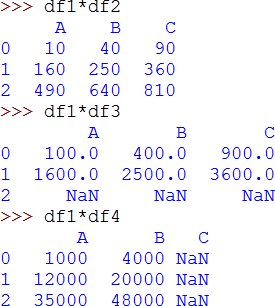 >>> df1*df2
     A    B    C
0   10   40   90
1  160  250  360
2  490  640  810
>>> df1*df3
        A       B       C
0   100.0   400.0   900.0
1  1600.0  2500.0  3600.0
2     NaN     NaN     NaN
>>> df1*df4
       A      B   C
0   1000   4000 NaN
1  12000  20000 NaN
2  35000  48000 NaN